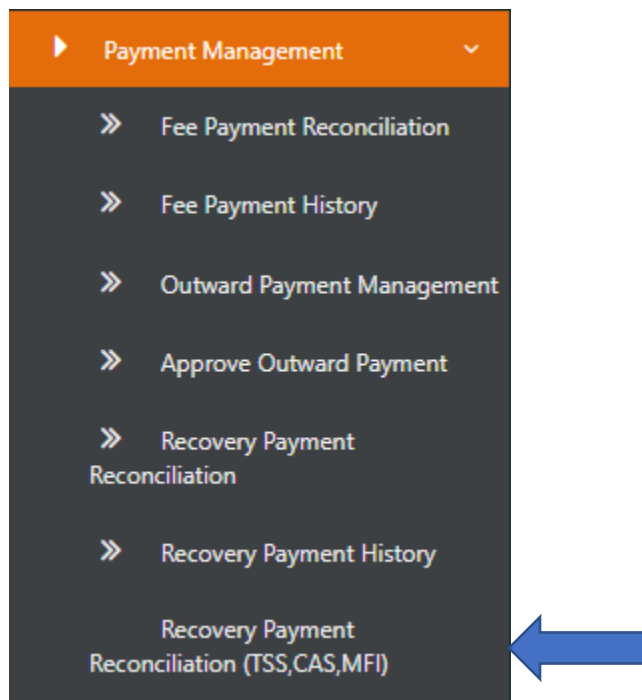 Payment Management
Fee Payment Reconciliation
Fee Payment History
Outward Payment Management
Approve Outward Payment
Recovery Payment
Reconciliation
Recovery Payment History
Recovery Payment
Reconciliation (TSS,CAS,MFI)